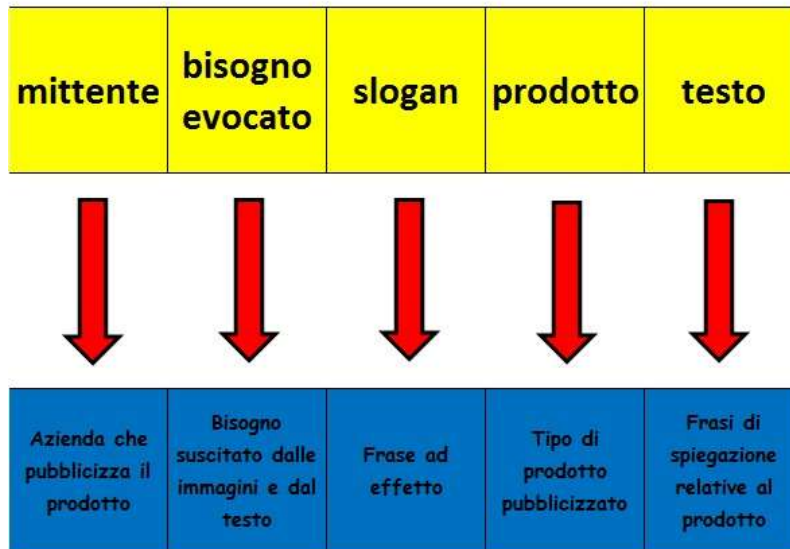 mittente
bisogno
evocato
slogan
prodotto
testo
Azienda che
pubblicizza il
prodotto
Bisogno
suscitato dalle
immagini e dal
testo
Frase ad
effetto
Tipo di
prodotto
pubblicizzato
Frasi di
spiegazione
relative al
prodotto